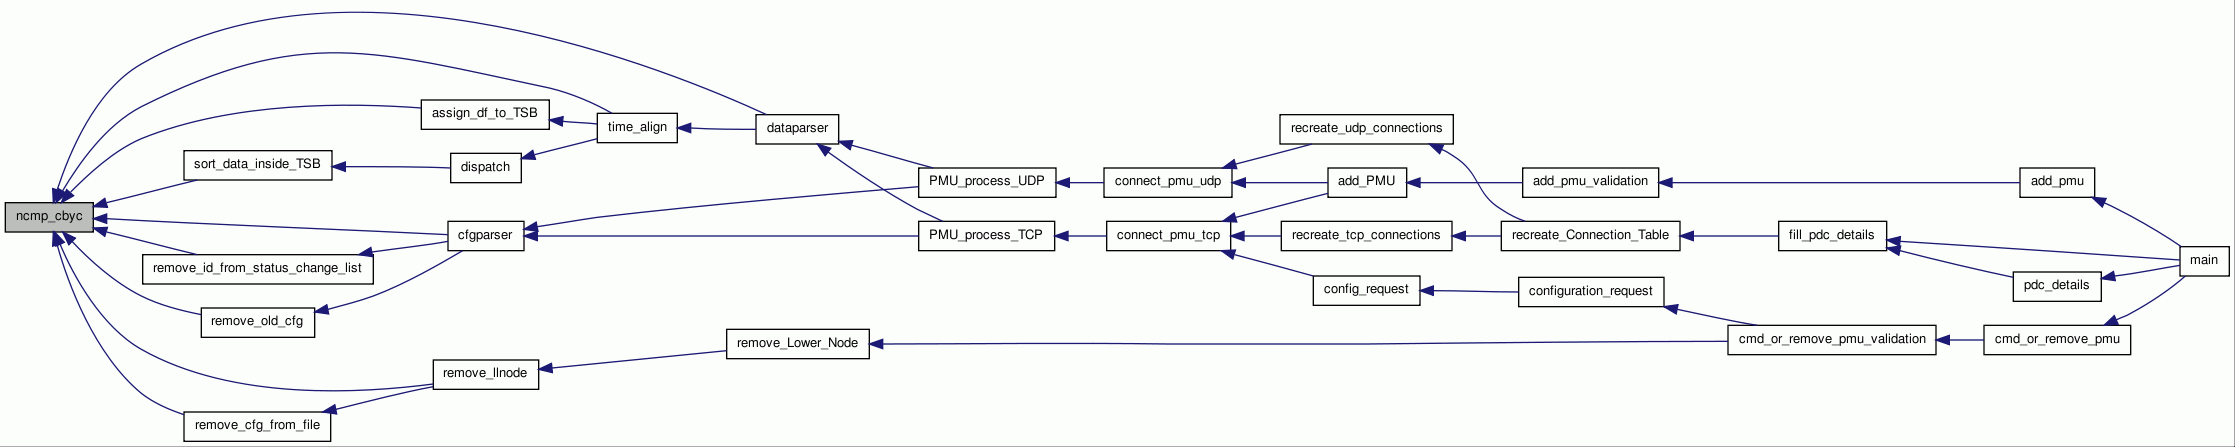 ncmp_cbyc
assign_df_to_TSB
sort_data_inside_TSB
dispatch
time_align
dataparser
cfgparser
remove_id_from_status_change_list
remove_old_cfg
remove_llnode
remove_cfg_from_file
remove_Lower_Node
PMU_process_UDP
PMU_process_TCP
connect_pmu_udp
connect_pmu_tcp
recreate_udp_connections
add_PMU
recreate_tcp_connections
config_request
add_pmu_validation
recreate_Connection_Table
configuration_request
fill_pdc_details
cmd_or_remove_pmu_validation
add_pmu
pdc_details
cmd_or_remove_pmu
main